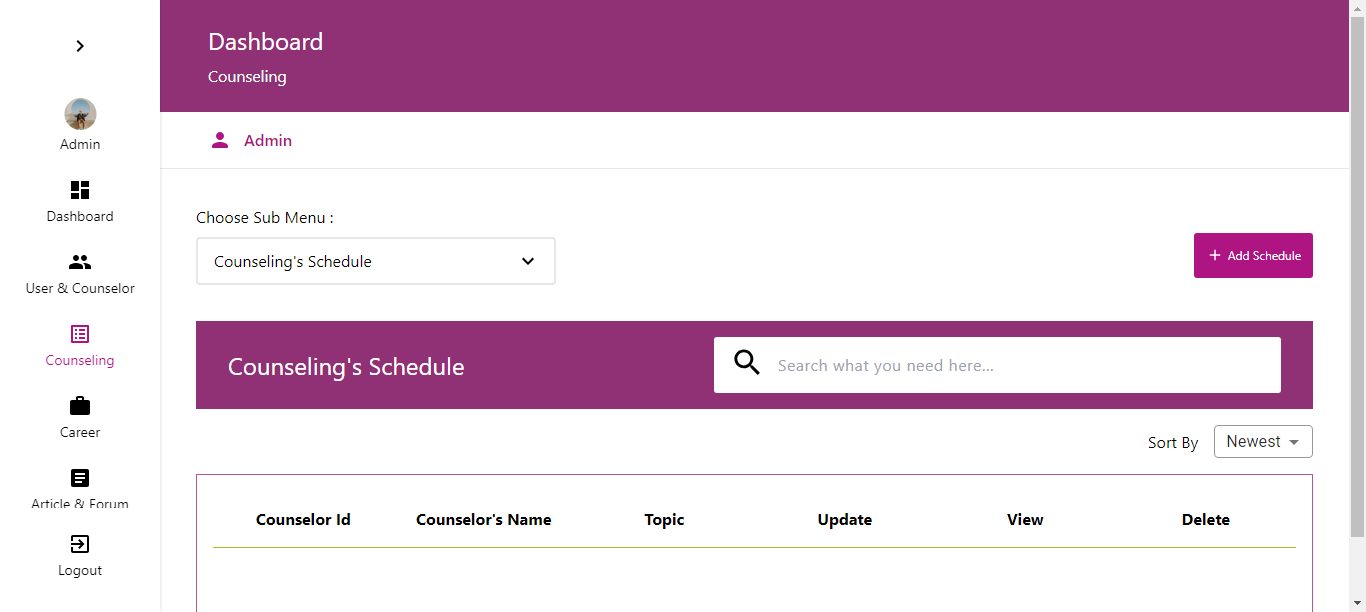 Dashboard
Counseling
Admin
Admin
Dashboard
User & Counselor
Counseling
Career
Article & Forum
Logout
Choose Sub Menu :
Counseling's Schedule
+ Add Schedule
Counseling's Schedule
Search what you need here...
Sort By Newest
Counselor Id Counselor's Name Topic Update View Delete